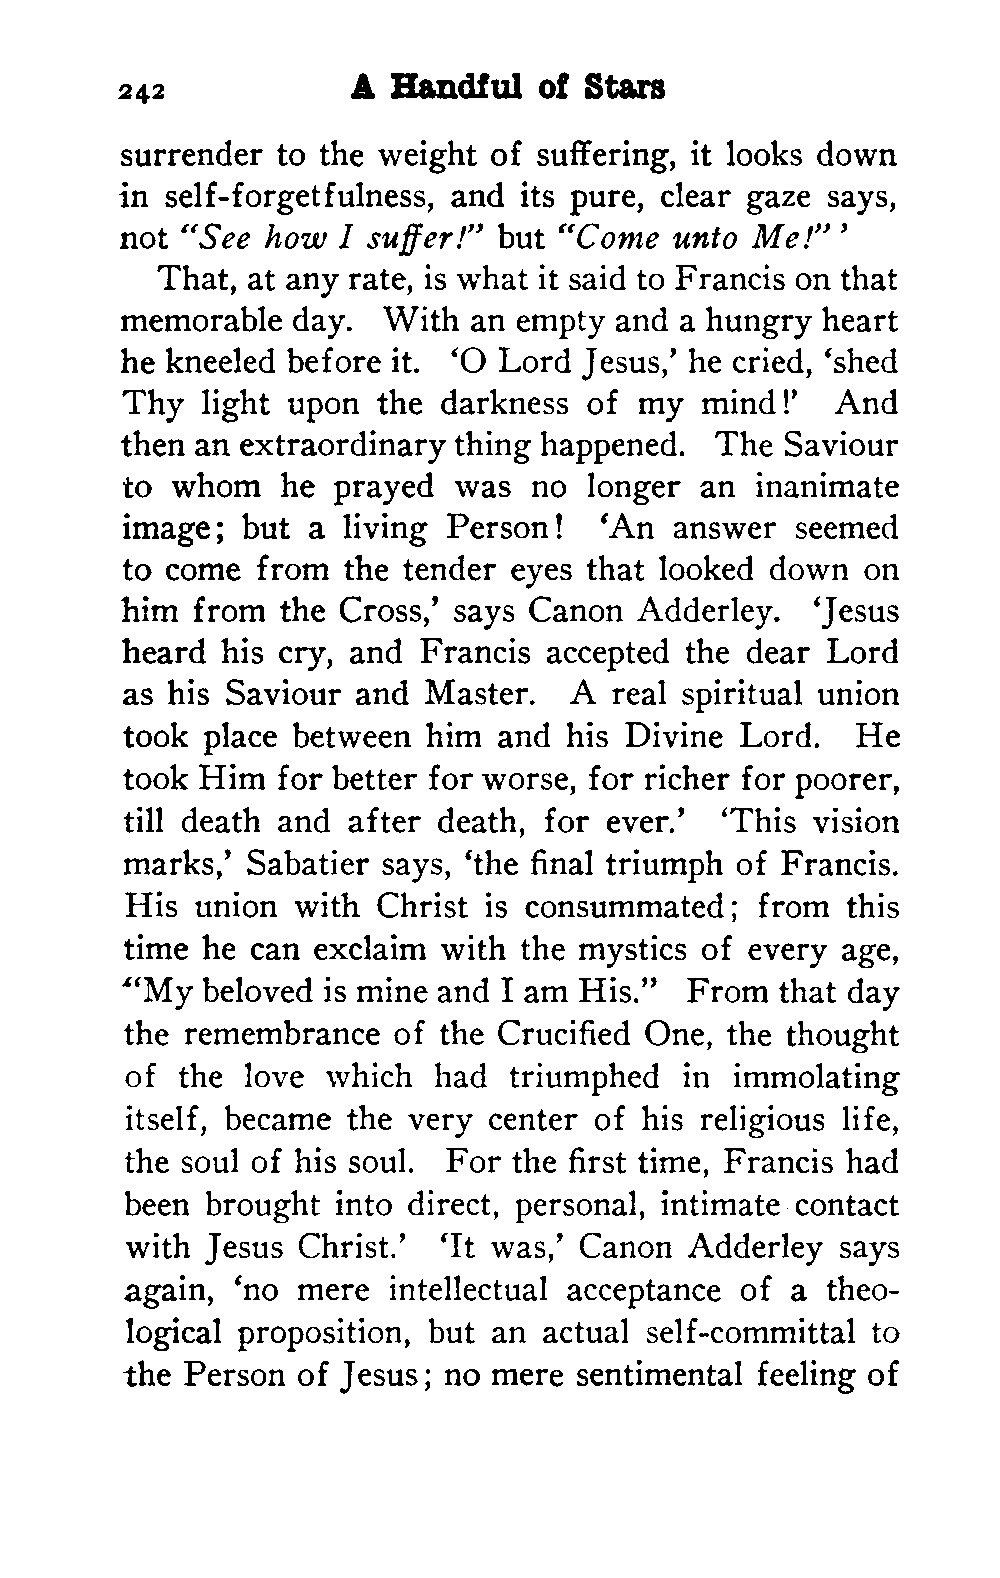 242 A Handful of Stars
surrender to the weight of suffering, it looks down
in self-forgetfulness, and its pure, clear gaze says,
not “See how I suffer!” but “Come unto Me!” ’
That, at any rate, is what it said to Francis on that
memorable day. With an empty and a hungry heart
he kneeled before it. ‘O Lord Jesus,’ he cried, ‘shed
Thy light upon the darkness of my mind!’ And
then an extraordinary thing happened. The Saviour
to whom he prayed was no longer an inanimate
image; but a living Person! ‘An answer seemed
to come from the tender eyes that looked down on
him from the Cross,’ says Canon Adderley. ‘Jesus
heard his cry, and Francis accepted the dear Lord
as his Saviour and Master. A real spiritual union
took place between him and his Divine Lord. He
took Him for better for worse, for richer for poorer,
till death and after death, for ever.’ ‘This vision
marks,’ Sabatier says, ‘the final triumph of Francis.
His union with Christ is consummated; from this
time he can exclaim with the mystics of every age,
“My beloved is mine and I am His.” From that day
the remembrance of the Crucified One, the thought
of the love which had triumphed in immolating
itself, became the very center of his religious life,
the soul of his soul. For the first time, Francis had
been brought into direct, personal, intimate contact
with Jesus Christ.’ ‘It was,’ Canon Adderley says
again, ‘no mere intellectual acceptance of a theo-
logical proposition, but an actual self-committal to
the Person of Jesus; no mere sentimental feeling of